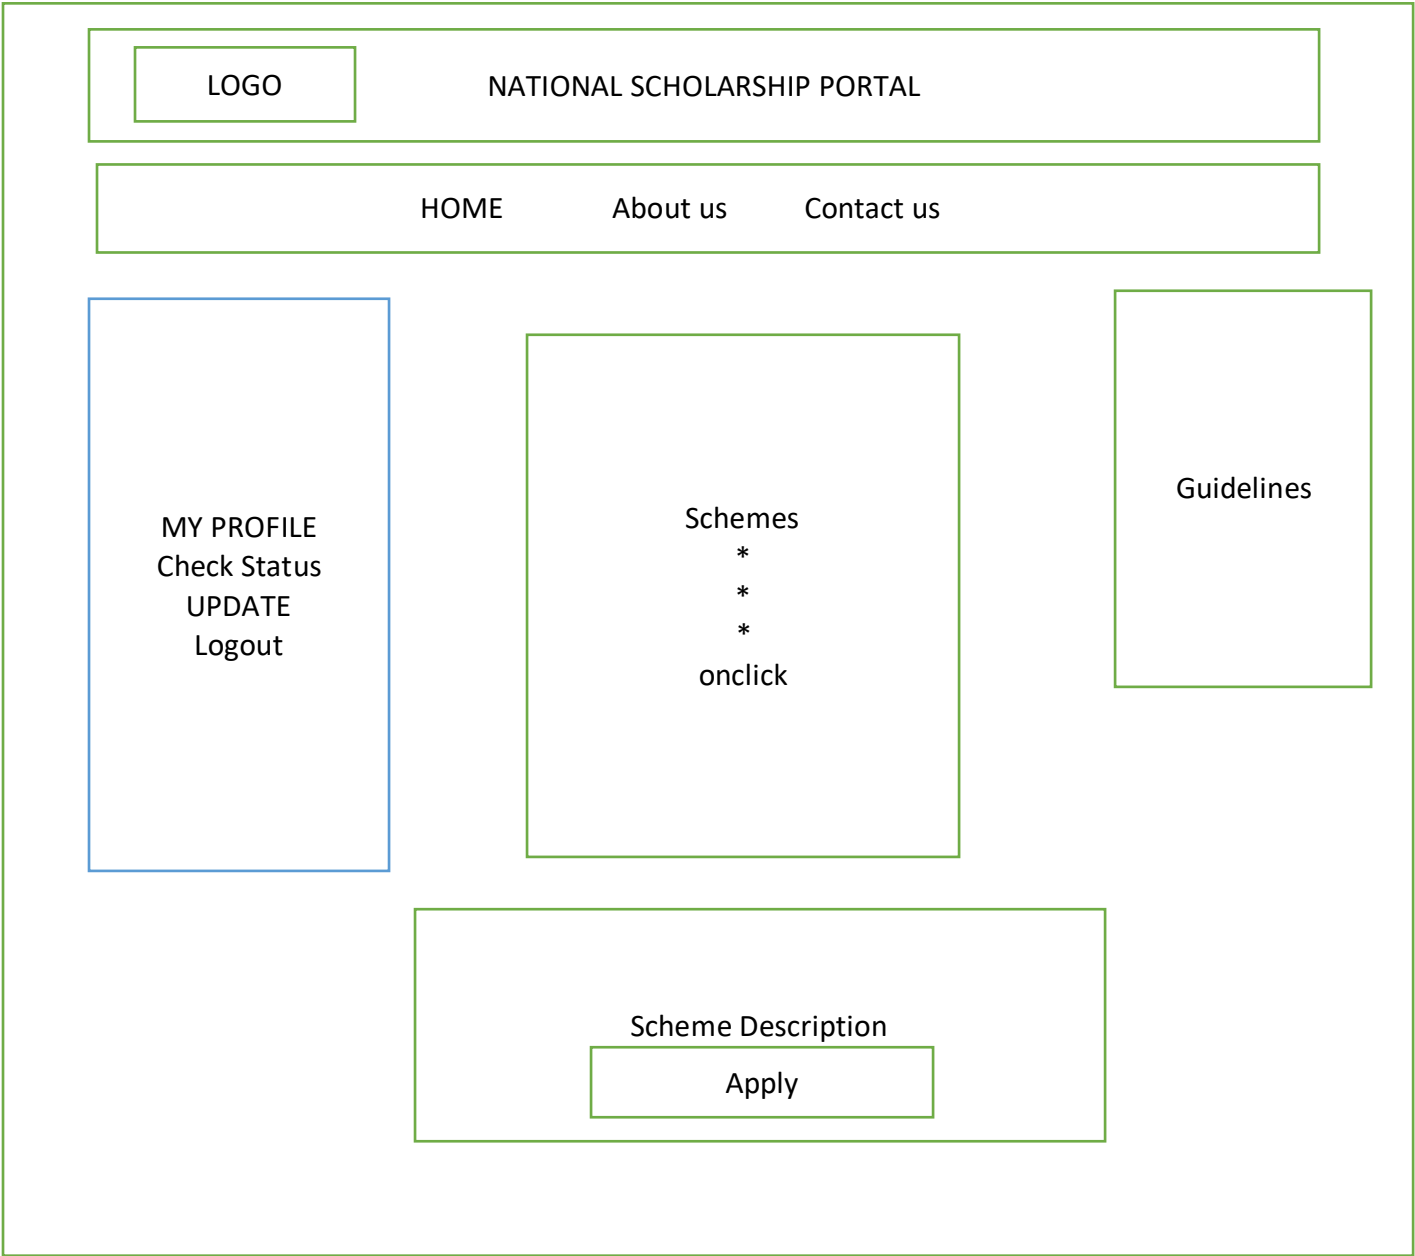 LOGO
NATIONAL SCHOLARSHIP PORTAL
HOME About us Contact us
MY PROFILE
Check Status
UPDATE
Logout
Schemes
*
*
*
onclick
Guidelines
Scheme Description
Apply